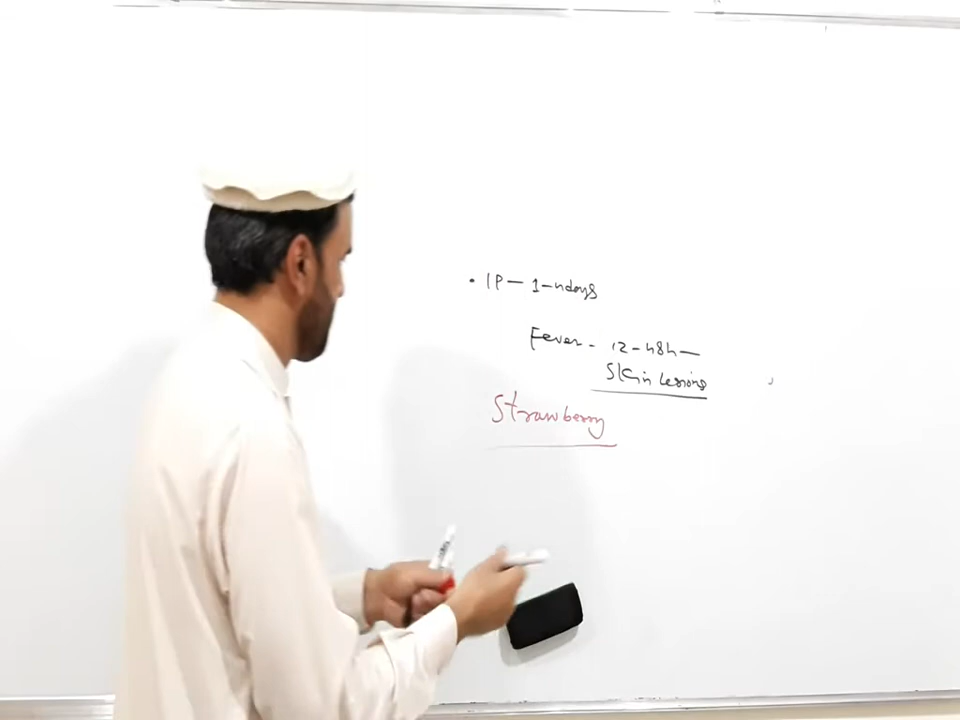 • IP — 1-4days
Fever - 12-48h —
Skin Lesions
Strawberry